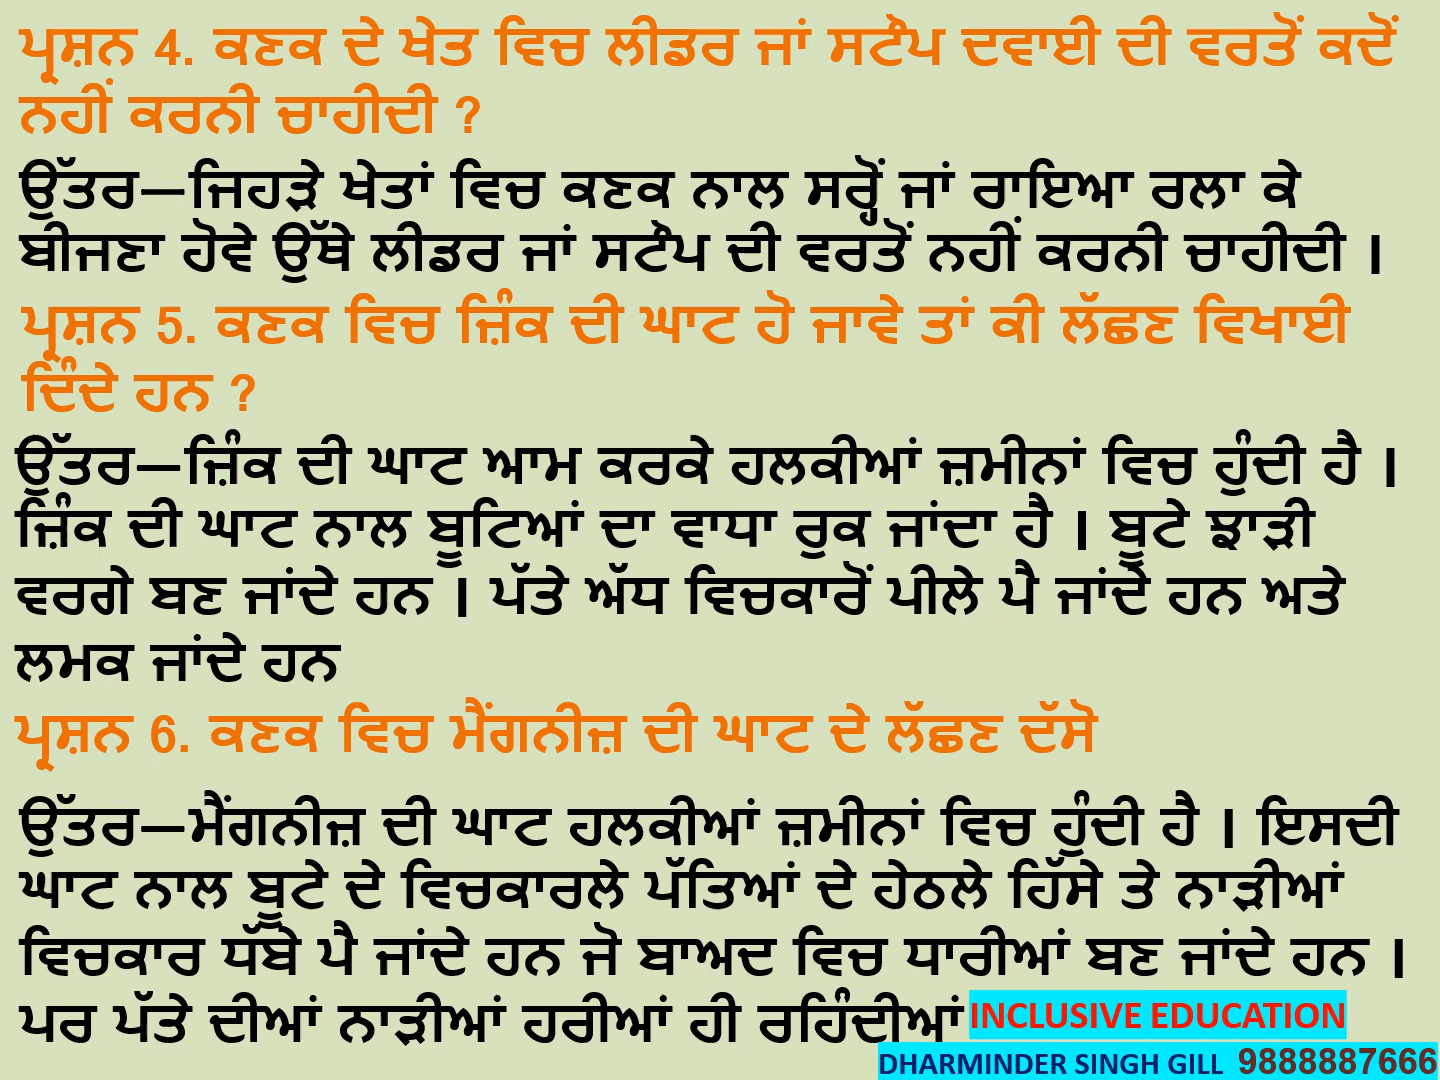 ਪ੍ਰਸ਼ਨ 4. ਕਣਕ ਦੇ ਖੇਤ ਵਿਚ ਲੀਡਰ ਜਾਂ ਸਟੌਪ ਦਵਾਈ ਦੀ ਵਰਤੋਂ ਕਦੋਂ
ਨਹੀਂ ਕਰਨੀ ਚਾਹੀਦੀ ?
ਉੱਤਰ—ਜਿਹੜੇ ਖੇਤਾਂ ਵਿਚ ਕਣਕ ਨਾਲ ਸਰ੍ਹੋਂ ਜਾਂ ਰਾਇਆ ਰਲਾ ਕੇ
ਬੀਜਣਾ ਹੋਵੇ ਉੱਥੇ ਲੀਡਰ ਜਾਂ ਸਟੌਪ ਦੀ ਵਰਤੋਂ ਨਹੀਂ ਕਰਨੀ ਚਾਹੀਦੀ ।
ਪ੍ਰਸ਼ਨ 5. ਕਣਕ ਵਿਚ ਜ਼ਿੰਕ ਦੀ ਘਾਟ ਹੋ ਜਾਵੇ ਤਾਂ ਕੀ ਲੱਛਣ ਵਿਖਾਈ
ਦਿੰਦੇ ਹਨ ?
ਉੱਤਰ—ਜ਼ਿੰਕ ਦੀ ਘਾਟ ਆਮ ਕਰਕੇ ਹਲਕੀਆਂ ਜ਼ਮੀਨਾਂ ਵਿਚ ਹੁੰਦੀ ਹੈ ।
ਜ਼ਿੰਕ ਦੀ ਘਾਟ ਨਾਲ ਬੂਟਿਆਂ ਦਾ ਵਾਧਾ ਰੁਕ ਜਾਂਦਾ ਹੈ । ਬੂਟੇ ਝਾੜੀ
ਵਰਗੇ ਬਣ ਜਾਂਦੇ ਹਨ । ਪੱਤੇ ਅੱਧ ਵਿਚਕਾਰੋਂ ਪੀਲੇ ਪੈ ਜਾਂਦੇ ਹਨ ਅਤੇ
ਲਮਕ ਜਾਂਦੇ ਹਨ
ਪ੍ਰਸ਼ਨ 6. ਕਣਕ ਵਿਚ ਮੈਂਗਨੀਜ਼ ਦੀ ਘਾਟ ਦੇ ਲੱਛਣ ਦੱਸੋ
ਉੱਤਰ—ਮੈਂਗਨੀਜ਼ ਦੀ ਘਾਟ ਹਲਕੀਆਂ ਜ਼ਮੀਨਾਂ ਵਿਚ ਹੁੰਦੀ ਹੈ । ਇਸਦੀ
ਘਾਟ ਨਾਲ ਬੂਟੇ ਦੇ ਵਿਚਕਾਰਲੇ ਪੱਤਿਆਂ ਦੇ ਹੇਠਲੇ ਹਿੱਸੇ ਤੇ ਨਾੜੀਆਂ
ਵਿਚਕਾਰ ਧੱਬੇ ਪੈ ਜਾਂਦੇ ਹਨ ਜੋ ਬਾਅਦ ਵਿਚ ਧਾਰੀਆਂ ਬਣ ਜਾਂਦੇ ਹਨ ।
ਪਰ ਪੱਤੇ ਦੀਆਂ ਨਾੜੀਆਂ ਹਰੀਆਂ ਹੀ ਰਹਿੰਦੀਆਂ
INCLUSIVE EDUCATION
DHARMINDER SINGH GILL 9888887666